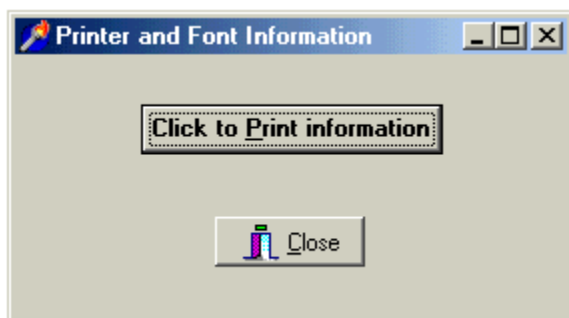 Printer and Font Information
Click to Print information
Close